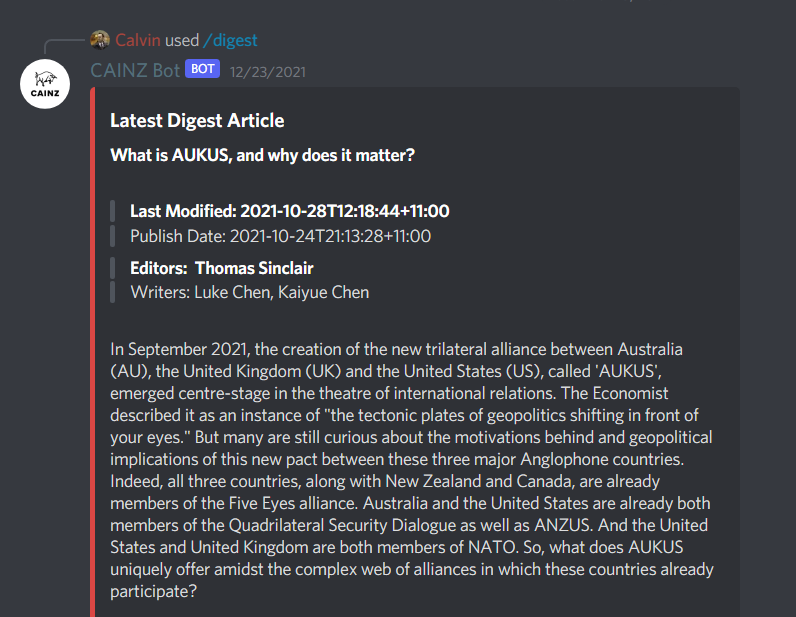 Calvin used /digest
CAINZ Bot BOT 12/23/2021
CAINZ
Latest Digest Article
What is AUKUS, and why does it matter?
Last Modified: 2021-10-28T12:18:44+11:00
Publish Date: 2021-10-24T21:13:28+11:00
Editors: Thomas Sinclair
Writers: Luke Chen, Kaiyue Chen
In September 2021, the creation of the new trilateral alliance between Australia
(AU), the United Kingdom (UK) and the United States (US), called 'AUKUS',
emerged centre-stage in the theatre of international relations. The Economist
described it as an instance of "the tectonic plates of geopolitics shifting in front of
your eyes." But many are still curious about the motivations behind and geopolitical
implications of this new pact between these three major Anglophone countries.
Indeed, all three countries, along with New Zealand and Canada, are already
members of the Five Eyes alliance. Australia and the United States are already both
members of the Quadrilateral Security Dialogue as well as ANZUS. And the United
States and United Kingdom are both members of NATO. So, what does AUKUS
uniquely offer amidst the complex web of alliances in which these countries already
participate?